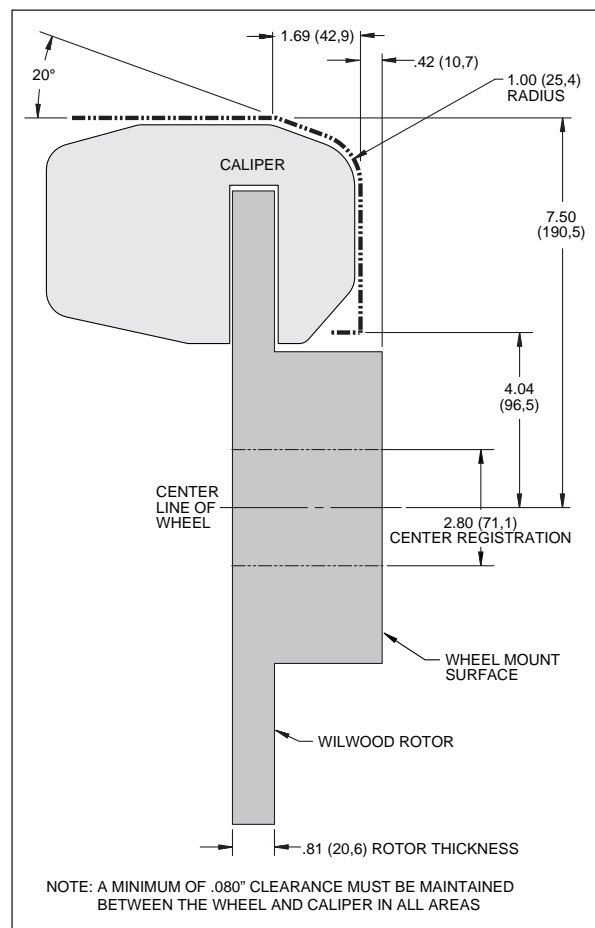 1.69 (42,9)
.42 (10,7)
20°
1.00 (25,4)
RADIUS
CALIPER
7.50
(190,5)
4.04
(96,5)
CENTER
LINE OF
WHEEL
2.80 (71,1)
CENTER REGISTRATION
WHEEL MOUNT
SURFACE
WILWOOD ROTOR
.81 (20,6) ROTOR THICKNESS
NOTE: A MINIMUM OF .080” CLEARANCE MUST BE MAINTAINED
BETWEEN THE WHEEL AND CALIPER IN ALL AREAS